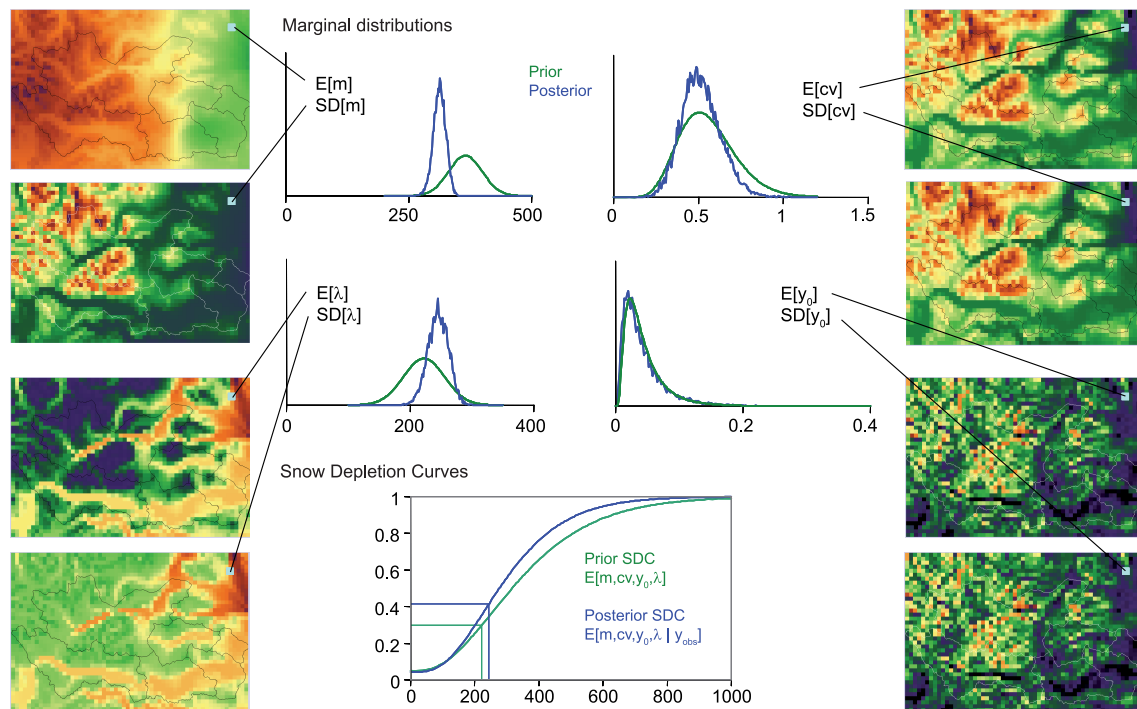 Marginal distributions
E[m]
SD[m]
Prior
Posterior
E[cv]
SD[cv]
0 250 500
0 0.5 1 1.5
E[λ]
SD[λ]
E[y0]
SD[y0]
0 200 400
0 0.2 0.4
Snow Depletion Curves
1
0.8
0.6
0.4
0.2
0
Prior SDC
E[m,cv,y0,λ]
Posterior SDC
E[m,cv,y0,λ | yobs]
0 200 400 600 800 1000